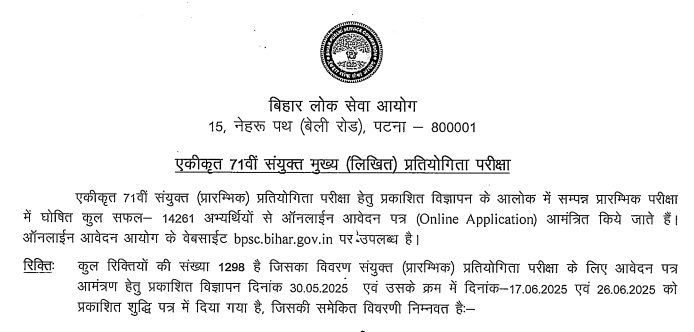 बिहार लोक सेवा आयोग
15, नेहरू पथ (बेली रोड), पटना – 800001
एकीकृत 71वीं संयुक्त मुख्य (लिखित) प्रतियोगिता परीक्षा
एकीकृत 71वीं संयुक्त (प्रारम्भिक) प्रतियोगिता परीक्षा हेतु प्रकाशित विज्ञापन के आलोक में सम्पन्न प्रारम्भिक परीक्षा
में घोषित कुल सफल– 14261 अभ्यर्थियों से ऑनलाईन आवेदन पत्र (Online Application) आमंत्रित किये जाते हैं।
ऑनलाईन आवेदन आयोग के वेबसाईट bpsc.bihar.gov.in पर उपलब्ध है।
रिक्तिः कुल रिक्तियों की संख्या 1298 है जिसका विवरण संयुक्त (प्रारम्भिक) प्रतियोगिता परीक्षा के लिए आवेदन पत्र
आमंत्रण हेतु प्रकाशित विज्ञापन दिनांक 30.05.2025 एवं उसके क्रम में दिनांक–17.06.2025 एवं 26.06.2025 को
प्रकाशित शुद्धि पत्र में दिया गया है, जिसकी समेकित विवरणी निम्नवत हैः–